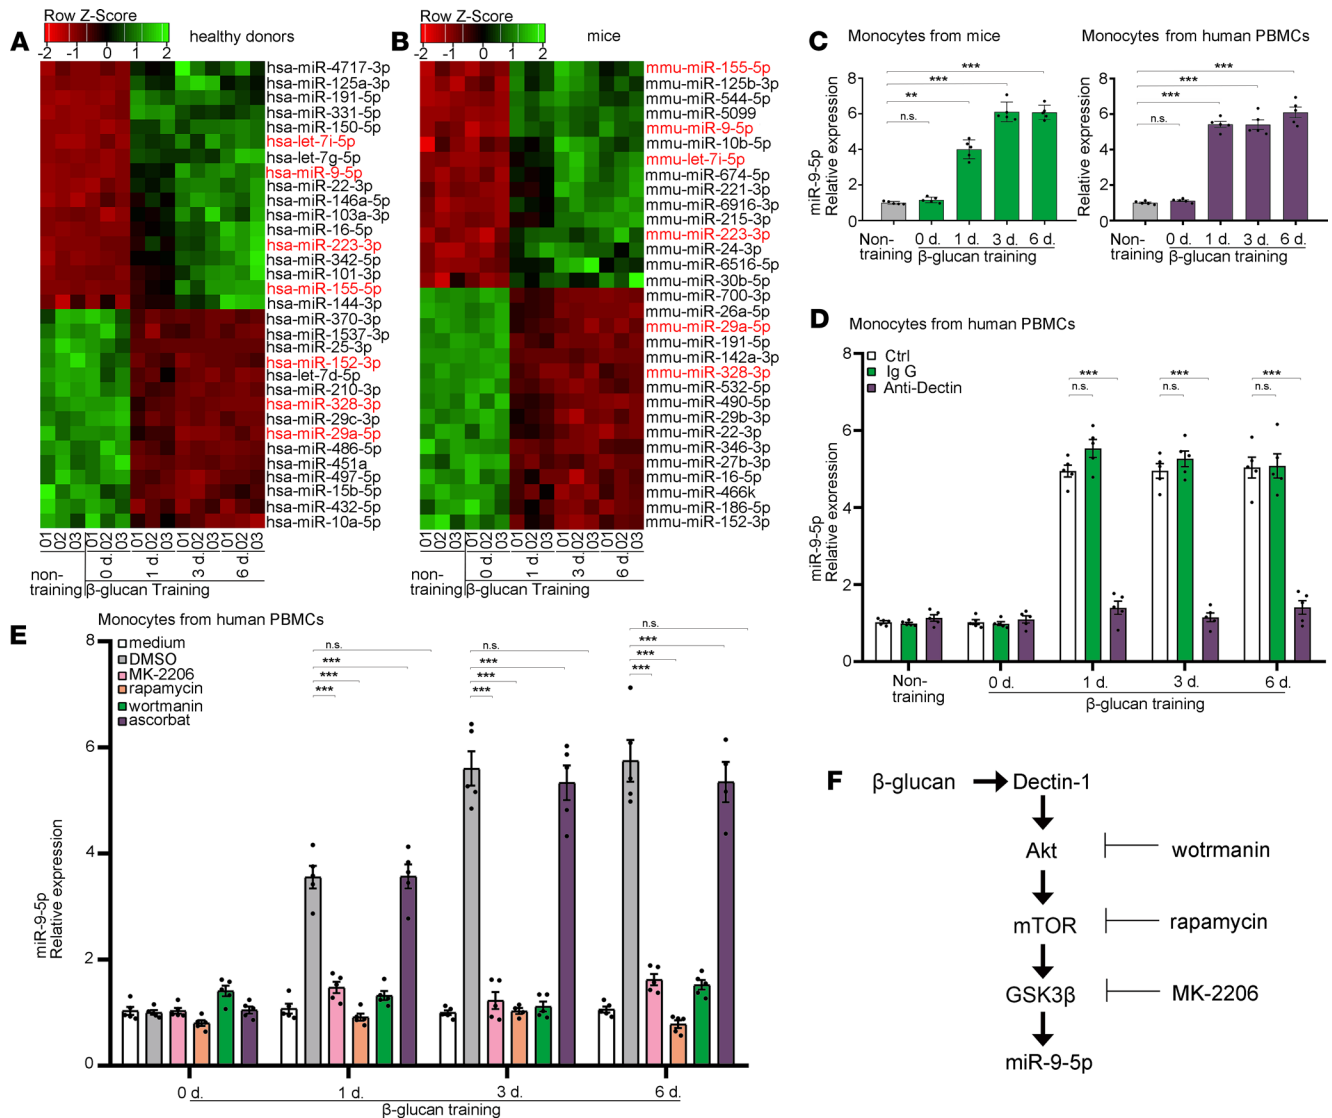 Row Z-Score
A
-2 -1 0 1 2
healthy donors
hsa-miR-4717-3p
hsa-miR-125a-3p
hsa-miR-191-5p
hsa-miR-331-5p
hsa-miR-150-5p
hsa-let-7i-5p
hsa-let-7g-5p
hsa-miR-9-5p
hsa-miR-22-3p
hsa-miR-146a-5p
hsa-miR-103a-3p
hsa-miR-16-5p
hsa-miR-223-3p
hsa-miR-342-5p
hsa-miR-101-3p
hsa-miR-155-5p
hsa-miR-144-3p
hsa-miR-370-3p
hsa-miR-1537-3p
hsa-miR-25-3p
hsa-miR-152-3p
hsa-let-7d-5p
hsa-miR-210-3p
hsa-miR-328-3p
hsa-miR-29c-3p
hsa-miR-29a-5p
hsa-miR-486-5p
hsa-miR-451a
hsa-miR-497-5p
hsa-miR-15b-5p
hsa-miR-432-5p
hsa-miR-10a-5p
01 02 03 01 02 03 01 02 03 01 02 03 01 02 03
0 d. 1 d. 3 d. 6 d.
non-
training
β-glucan Training
Row Z-Score
B
-2 -1 0 1 2
mice
mmu-miR-155-5p
mmu-miR-125b-3p
mmu-miR-544-5p
mmu-miR-5099
mmu-miR-9-5p
mmu-miR-10b-5p
mmu-let-7i-5p
mmu-miR-674-5p
mmu-miR-221-3p
mmu-miR-6916-3p
mmu-miR-215-3p
mmu-miR-223-3p
mmu-miR-24-3p
mmu-miR-6516-5p
mmu-miR-30b-5p
mmu-miR-700-3p
mmu-miR-26a-5p
mmu-miR-29a-5p
mmu-miR-191-5p
mmu-miR-142a-3p
mmu-miR-328-3p
mmu-miR-532-5p
mmu-miR-490-5p
mmu-miR-29b-3p
mmu-miR-22-3p
mmu-miR-346-3p
mmu-miR-27b-3p
mmu-miR-16-5p
mmu-miR-466k
mmu-miR-186-5p
mmu-miR-152-3p
01 02 03 01 02 03 01 02 03 01 02 03 01 02 03
0 d. 1 d. 3 d. 6 d.
non-
training
β-glucan Training
C
Monocytes from mice
miR-9-5p
Relative expression
8
6
4
2
0
n.s.
**
***
***
Non-
training
0 d. 1 d. 3 d. 6 d.
β-glucan training
Monocytes from human PBMCs
Relative expression
8
6
4
2
0
n.s.
***
***
***
Non-
training
0 d. 1 d. 3 d. 6 d.
β-glucan training
D
Monocytes from human PBMCs
Ctrl
Ig G
Anti-Dectin
miR-9-5p
Relative expression
8
6
4
2
0
***
n.s.
***
n.s.
***
n.s.
Non-
training
0 d. 1 d. 3 d. 6 d.
β-glucan training
E
Monocytes from human PBMCs
medium
DMSO
MK-2206
rapamycin
wortmanin
ascorbat
miR-9-5p
Relative expression
8
6
4
2
0
n.s.
***
***
***
n.s.
***
***
***
n.s.
***
***
***
0 d. 1 d. 3 d. 6 d.
β-glucan training
F
β-glucan Dectin-1
Akt wotrmanin
mTOR rapamycin
GSK3β MK-2206
miR-9-5p